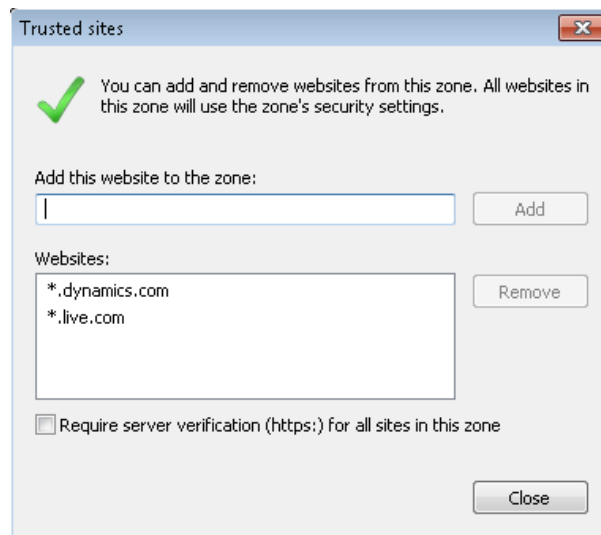 Trusted sites
You can add and remove websites from this zone. All websites in
this zone will use the zone's security settings.
Add this website to the zone:
Add
Websites:
*.dynamics.com
Remove
*.live.com
Require server verification (https:) for all sites in this zone
Close